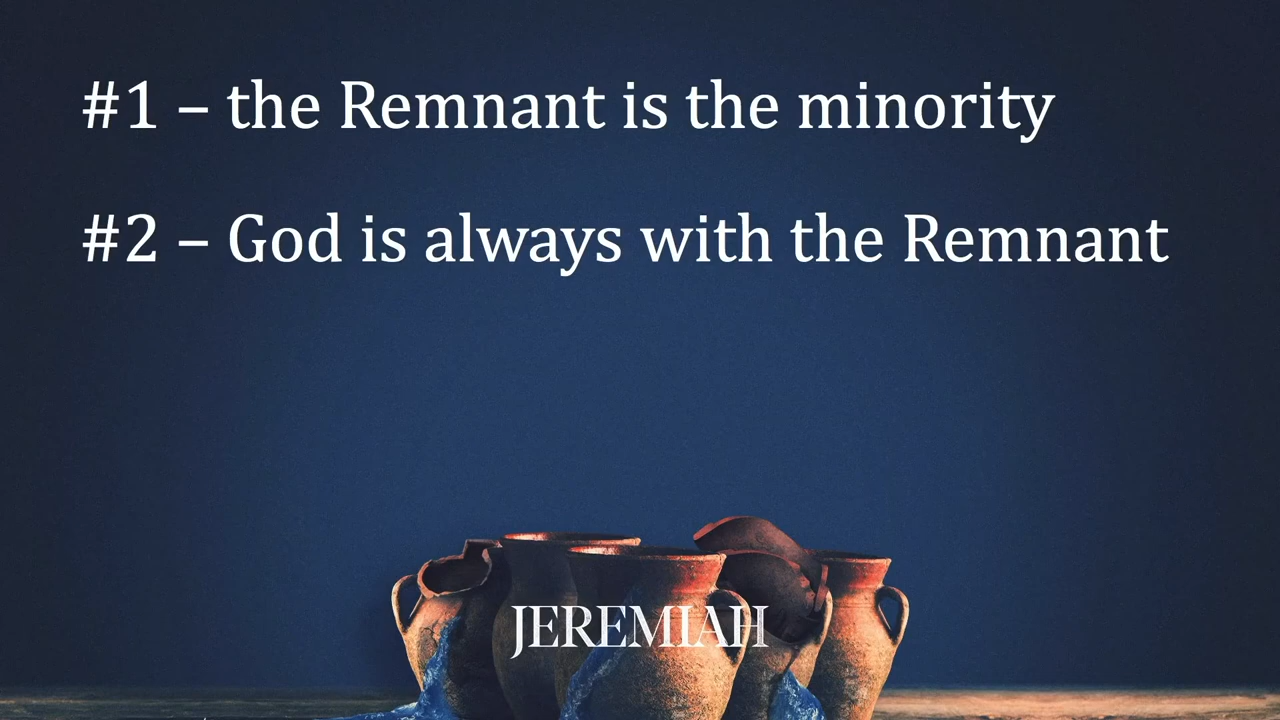 #1 – the Remnant is the minority
#2 – God is always with the Remnant
JEREMIAH